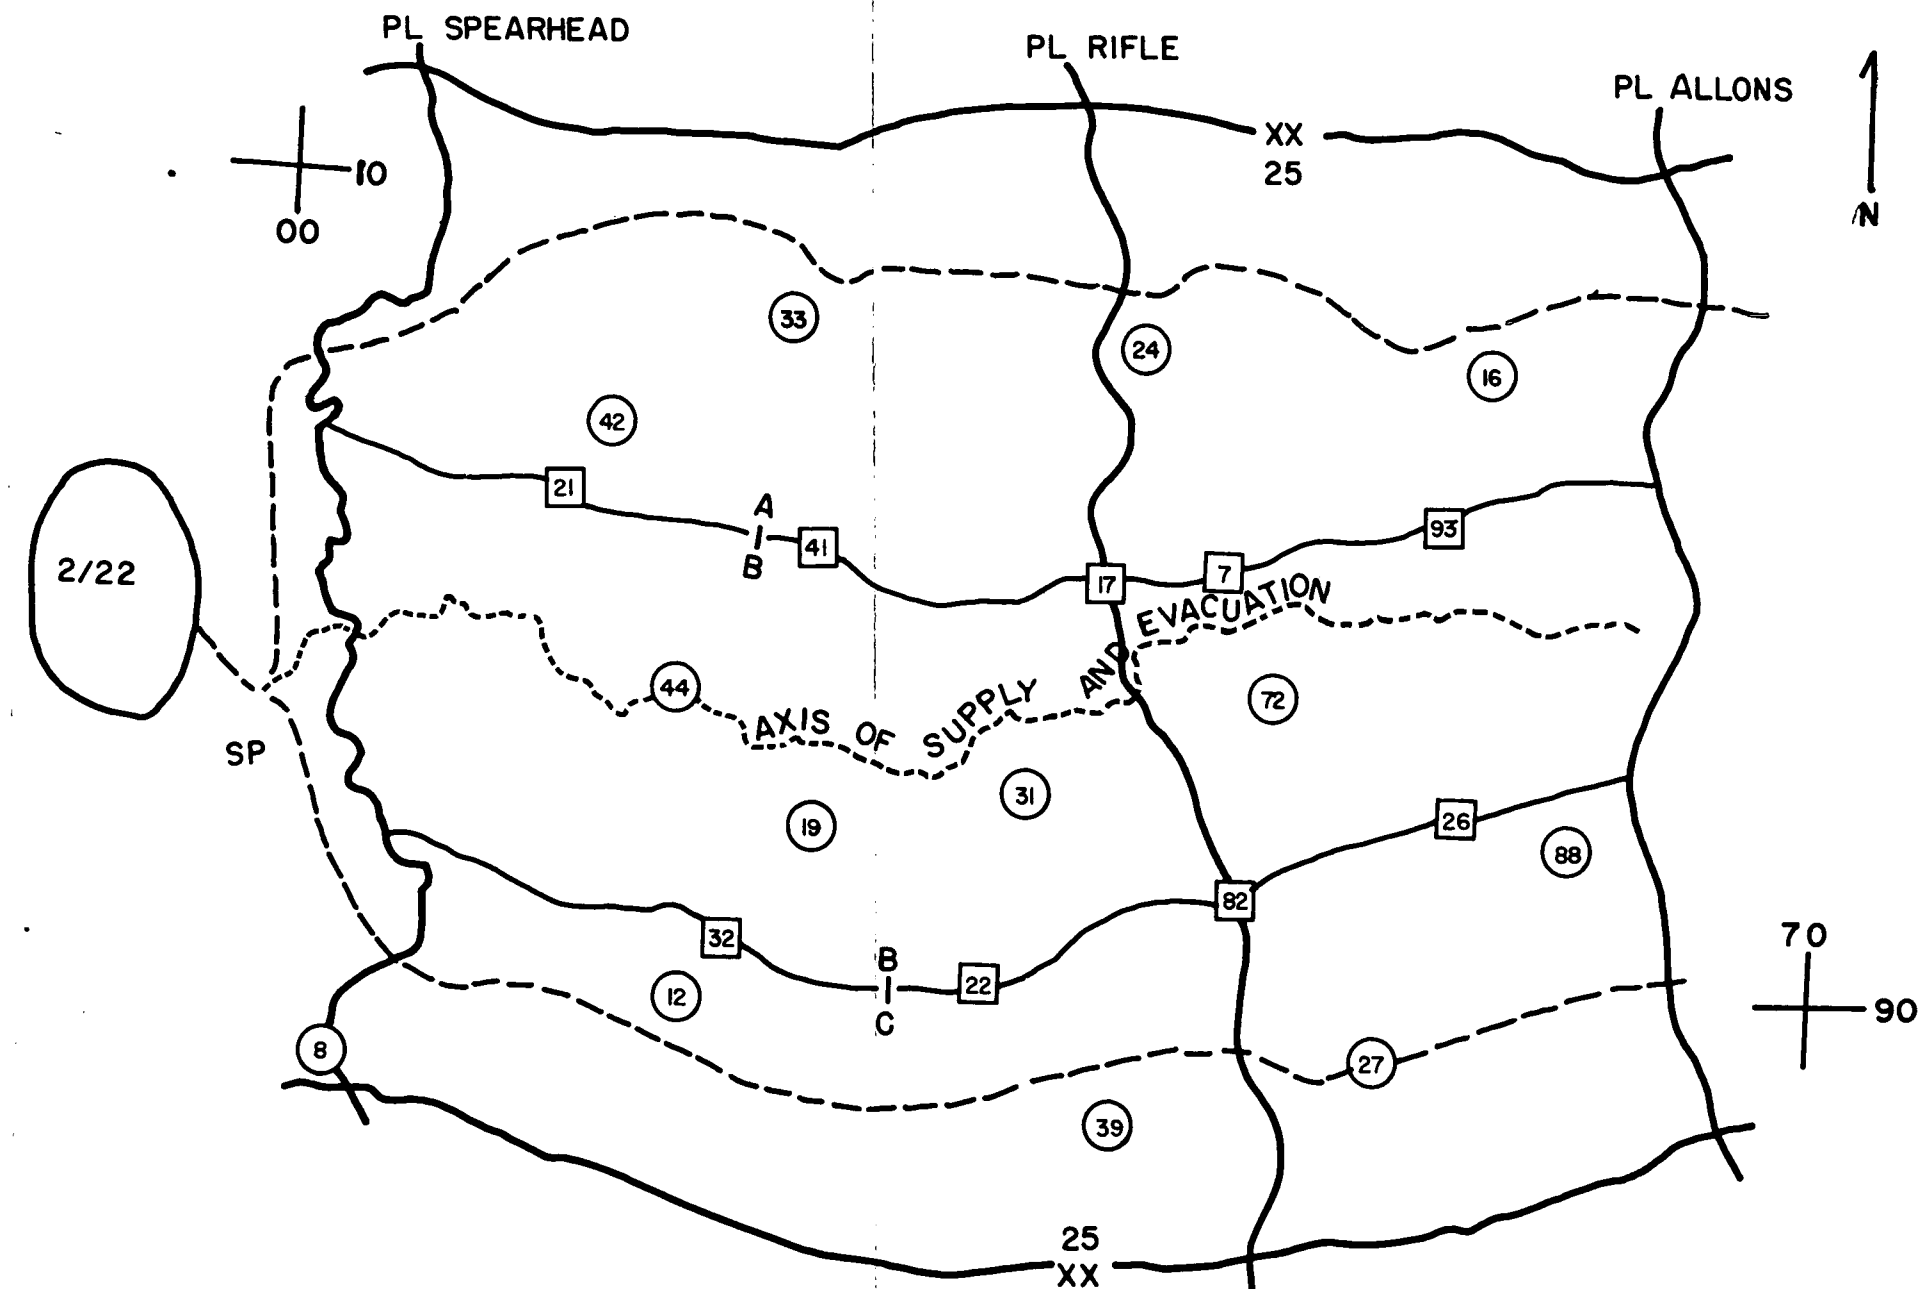 PL SPEARHEAD
PL RIFLE
PL ALLONS
XX
25
10
00
N
33
24
16
42
21
A
B
41
93
2/22
17
7
EVACUATION
AND
SUPPLY
OF
AXIS
44
72
SP
31
19
26
88
82
32
B
C
22
12
70
90
8
27
39
25
XX